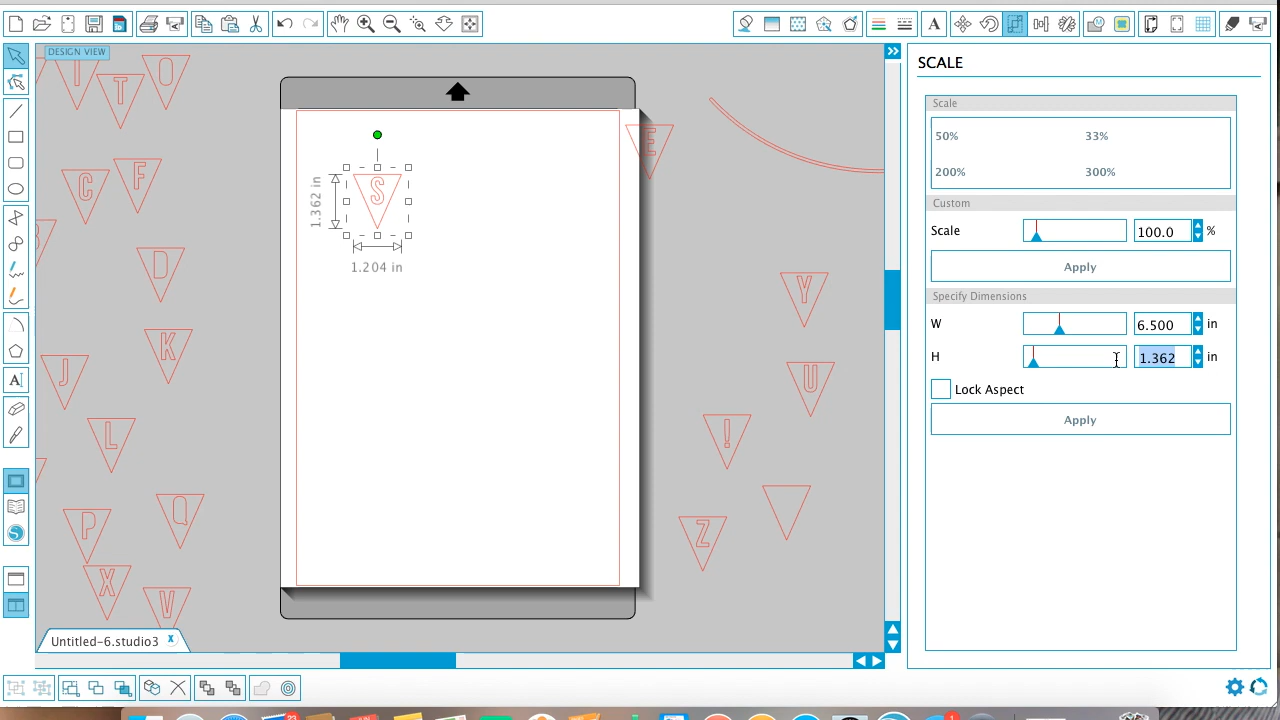 DESIGN VIEW
SCALE
Scale
50% 33%
200% 300%
Custom
Scale 100.0 %
Apply
Specify Dimensions
W 6.500 in
H 1.362 in
Lock Aspect
Apply
I
O
T
C
F
D
K
J
L
P
Q
X
V
S
1.362 in
1.204 in
E
Y
U
!
Z
Untitled-6.studio3 x